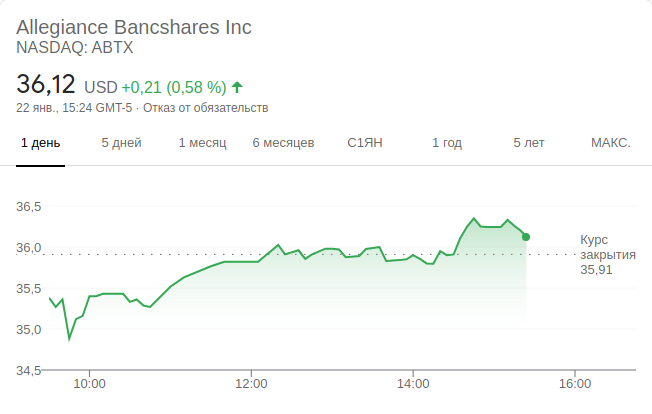 Allegiance Bancshares Inc
NASDAQ: ABTX
36,12 USD +0,21 (0,58 %)
22 янв., 15:24 GMT-5 · Отказ от обязательств
1 день 5 дней 1 месяц 6 месяцев С1ЯН 1 год 5 лет МАКС.
36,5
36,0
35,5
35,0
34,5
Курс
закрытия
35,91
10:00 12:00 14:00 16:00